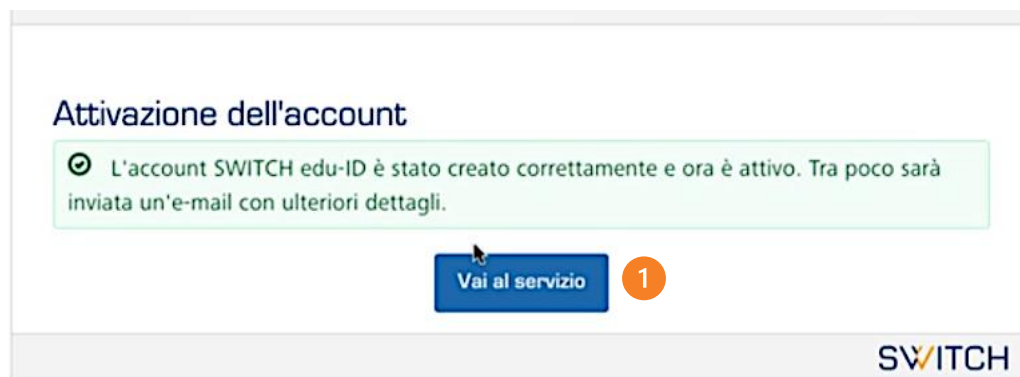 Attivazione dell'account
L'account SWITCH edu-ID è stato creato correttamente e ora è attivo. Tra poco sarà
inviata un'e-mail con ulteriori dettagli.
Vai al servizio 1
SWITCH